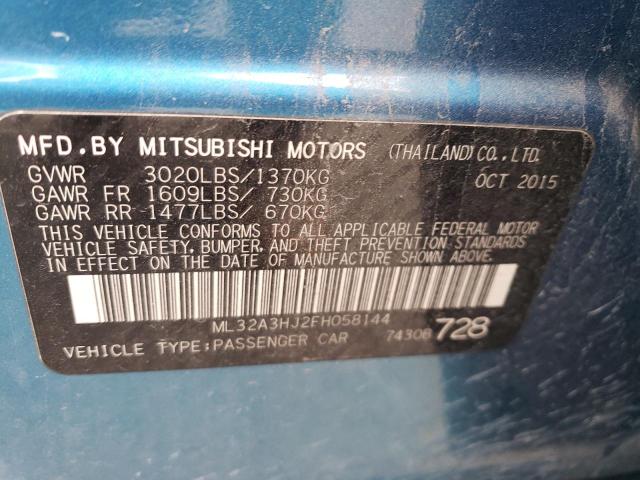 MFD.BY MITSUBISHI MOTORS (THAILAND) CO., LTD.
GVWR 3020LBS/1370KG OCT 2015
GAWR FR 1609LBS/ 730KG
GAWR RR 1477LBS/ 670KG
THIS VEHICLE CONFORMS TO ALL APPLICABLE FEDERAL MOTOR
VEHICLE SAFETY, BUMPER, AND THEFT PREVENTION STANDARDS
IN EFFECT ON THE DATE OF MANUFACTURE SHOWN ABOVE.
ML32A3HJ2FH058144
VEHICLE TYPE:PASSENGER CAR 74308 728